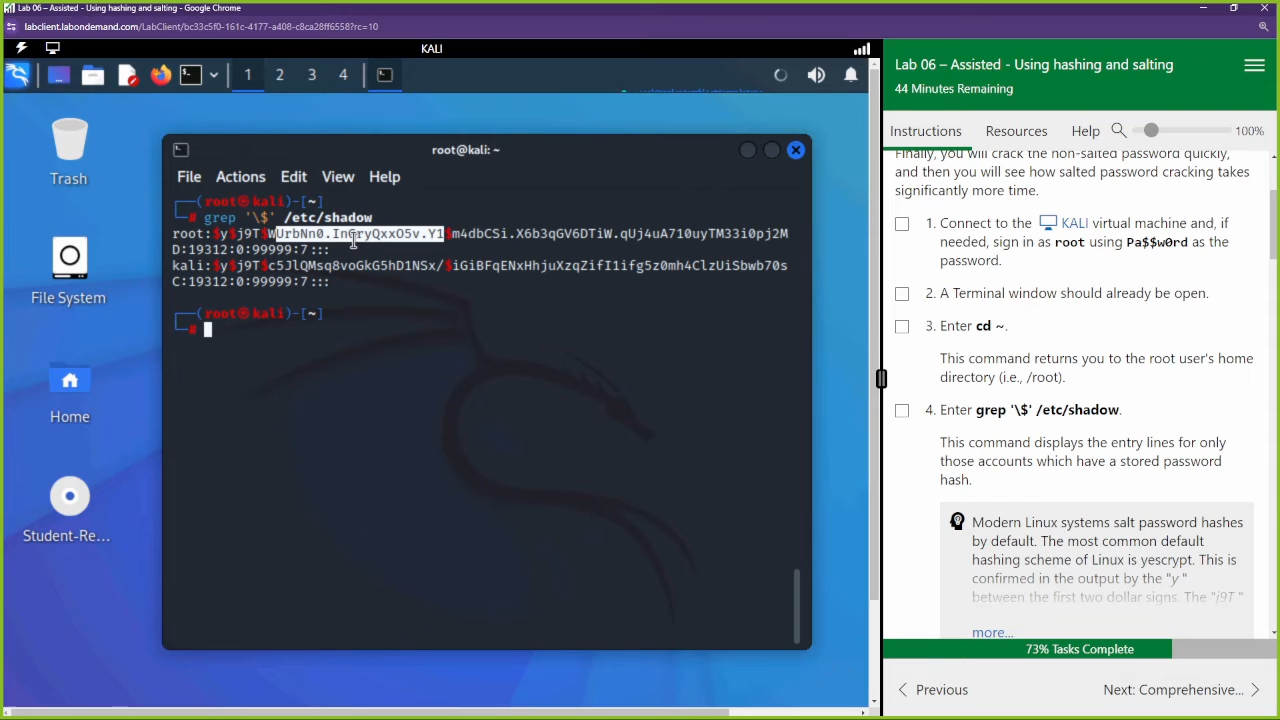 Lab 06 – Assisted - Using hashing and salting - Google Chrome
labclient.labondemand.com/LabClient/bc33c5f0-161c-4177-a408-c8ca28ff6558?rc=10
KALI
1 2 3 4
Trash
File System
Home
Student-Re...
root@kali: ~
File Actions Edit View Help
(root㉿kali)-[~]
# grep '\$' /etc/shadow
root:$y$j9T$WUrbNn0.InGryQxxO5v.Y1$m4dbCSi.X6b3qGV6DTiW.qUj4uA710uyTM33i0pj2M
D:19312:0:99999:7:::
kali:$y$j9T$c5JlQMsq8voGkG5hD1NSx/$iGiBFqENxHhjuXzqZifI1ifg5z0mh4ClzUiSbwb70s
C:19312:0:99999:7:::
(root㉿kali)-[~]
#
Lab 06 – Assisted - Using hashing and salting
44 Minutes Remaining
Instructions Resources Help 100%
Finally, you will crack the non-salted password quickly,
and then you will see how salted password cracking takes
significantly more time.
1. Connect to the KALI virtual machine and, if
needed, sign in as root using Pa$$w0rd as the
password.
2. A Terminal window should already be open.
3. Enter cd ~.
This command returns you to the root user's home
directory (i.e., /root).
4. Enter grep '\$' /etc/shadow.
This command displays the entry lines for only
those accounts which have a stored password
hash.
Modern Linux systems salt password hashes
by default. The most common default
hashing scheme of Linux is yescrypt. This is
confirmed in the output by the "y "
between the first two dollar signs. The "j9T "
more...
73% Tasks Complete
Previous
Next: Comprehensive...